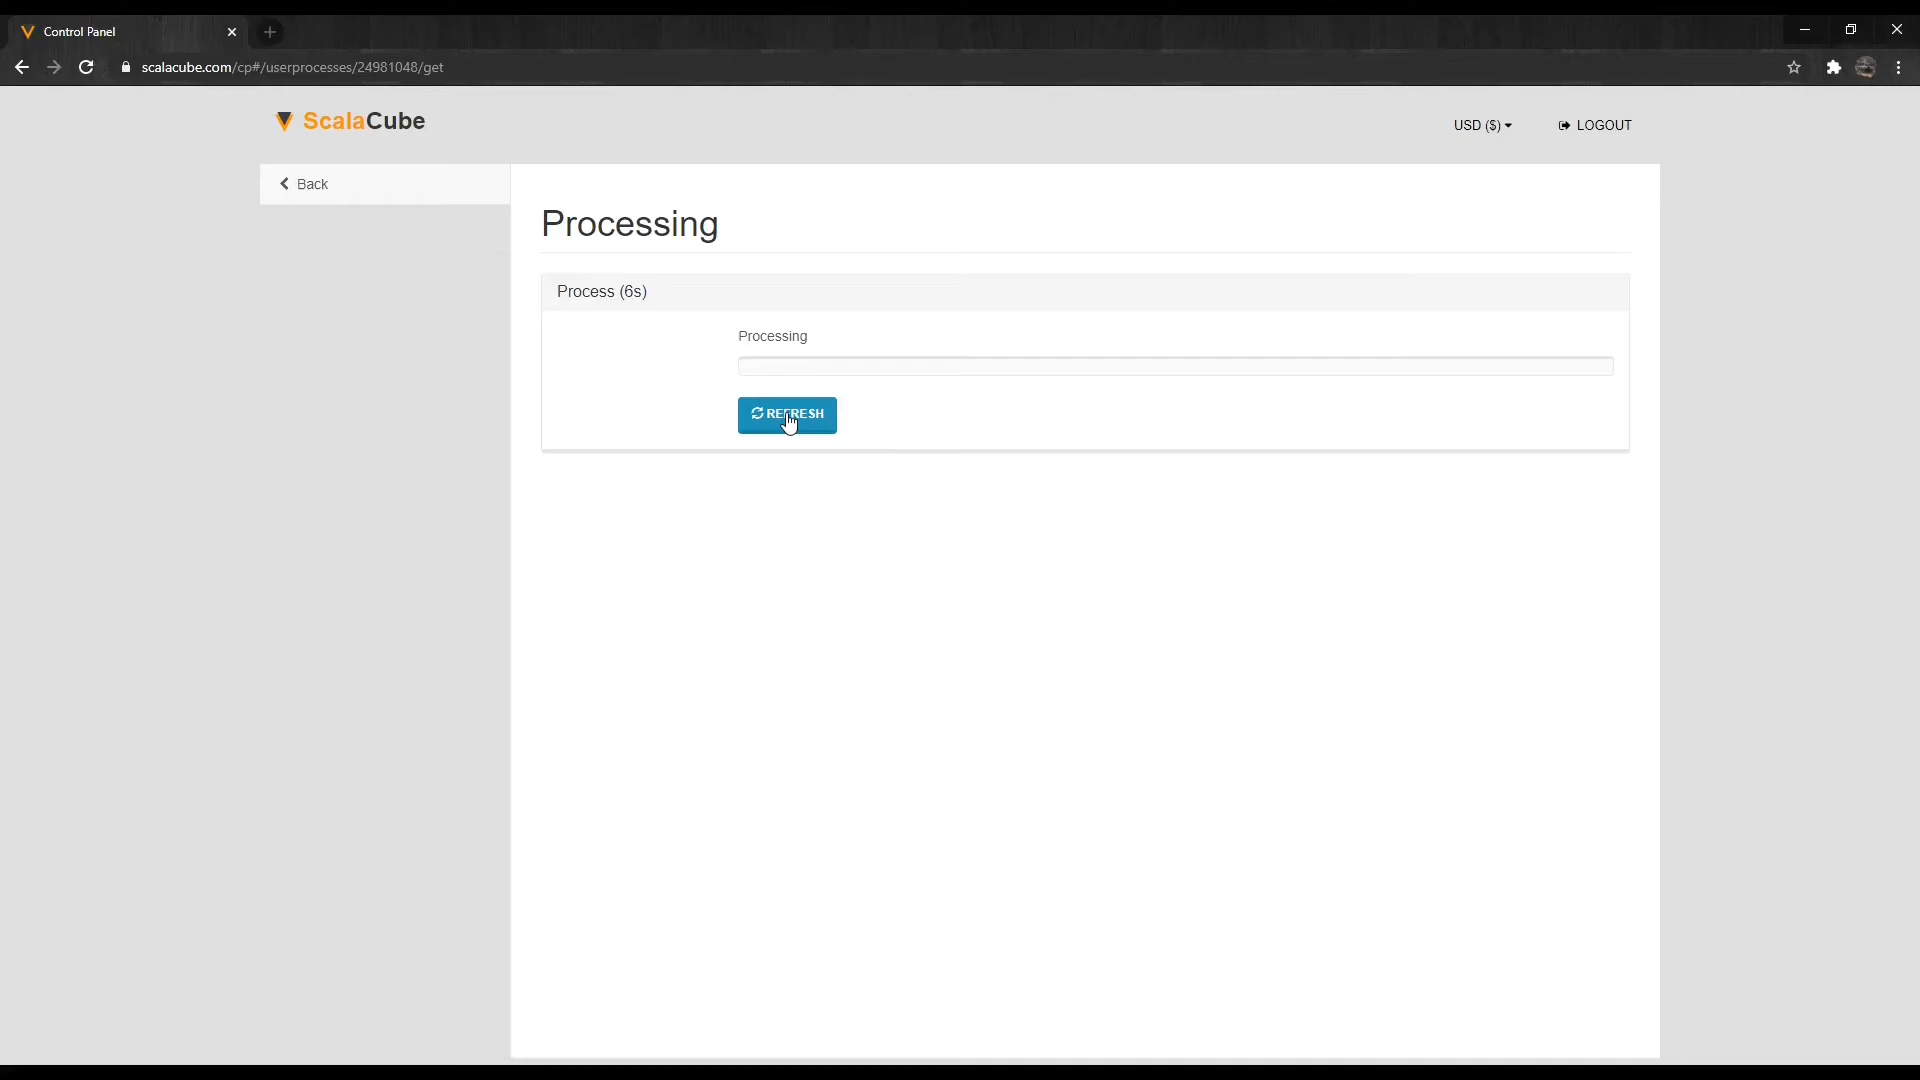 Control Panel
scalacube.com/cp#/userprocesses/24981048/get
ScalaCube
USD ($)
LOGOUT
Back
Processing
Process (6s)
Processing
REFRESH